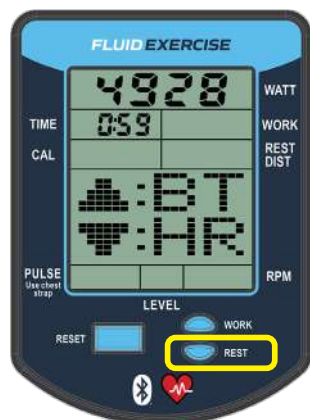 FLUID EXERCISE
4928
WATT
TIME
0:59
WORK
CAL
REST
DIST
▲:BT
▼:HR
PULSE
Use chest
strap
RPM
LEVEL
RESET
WORK
REST